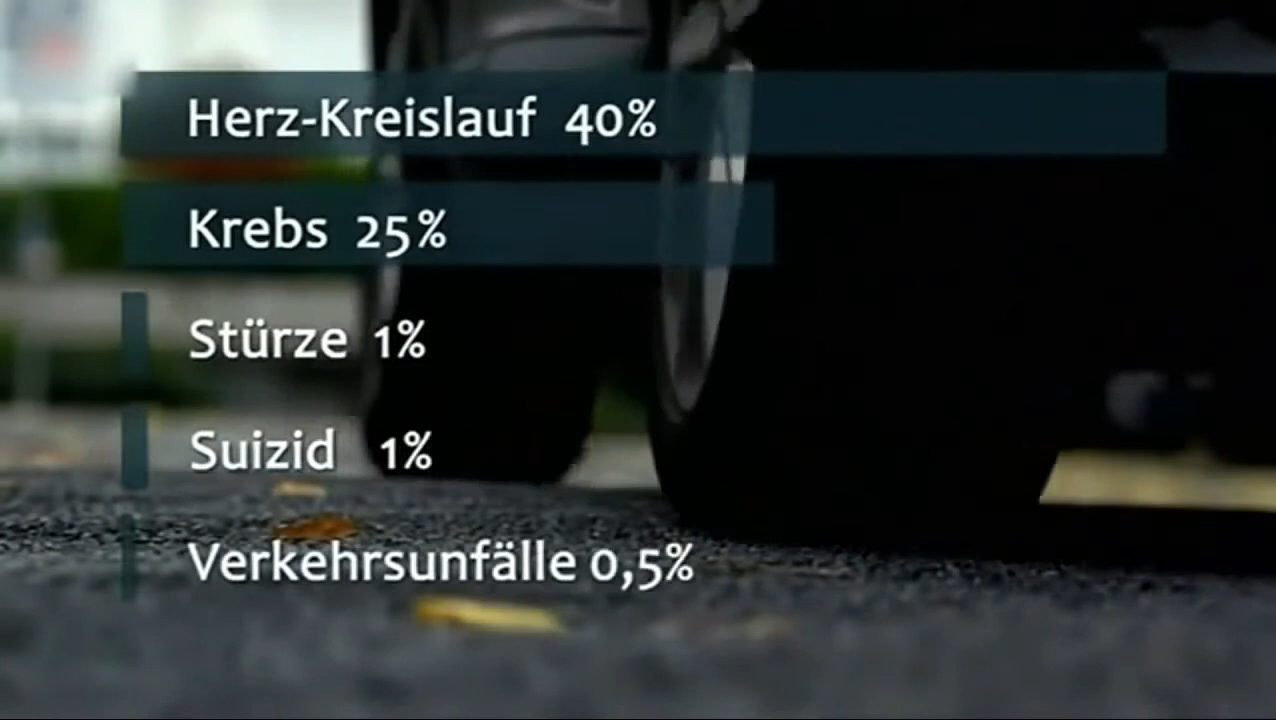 Herz-Kreislauf 40%
Krebs 25%
Stürze 1%
Suizid 1%
Verkehrsunfälle 0,5%